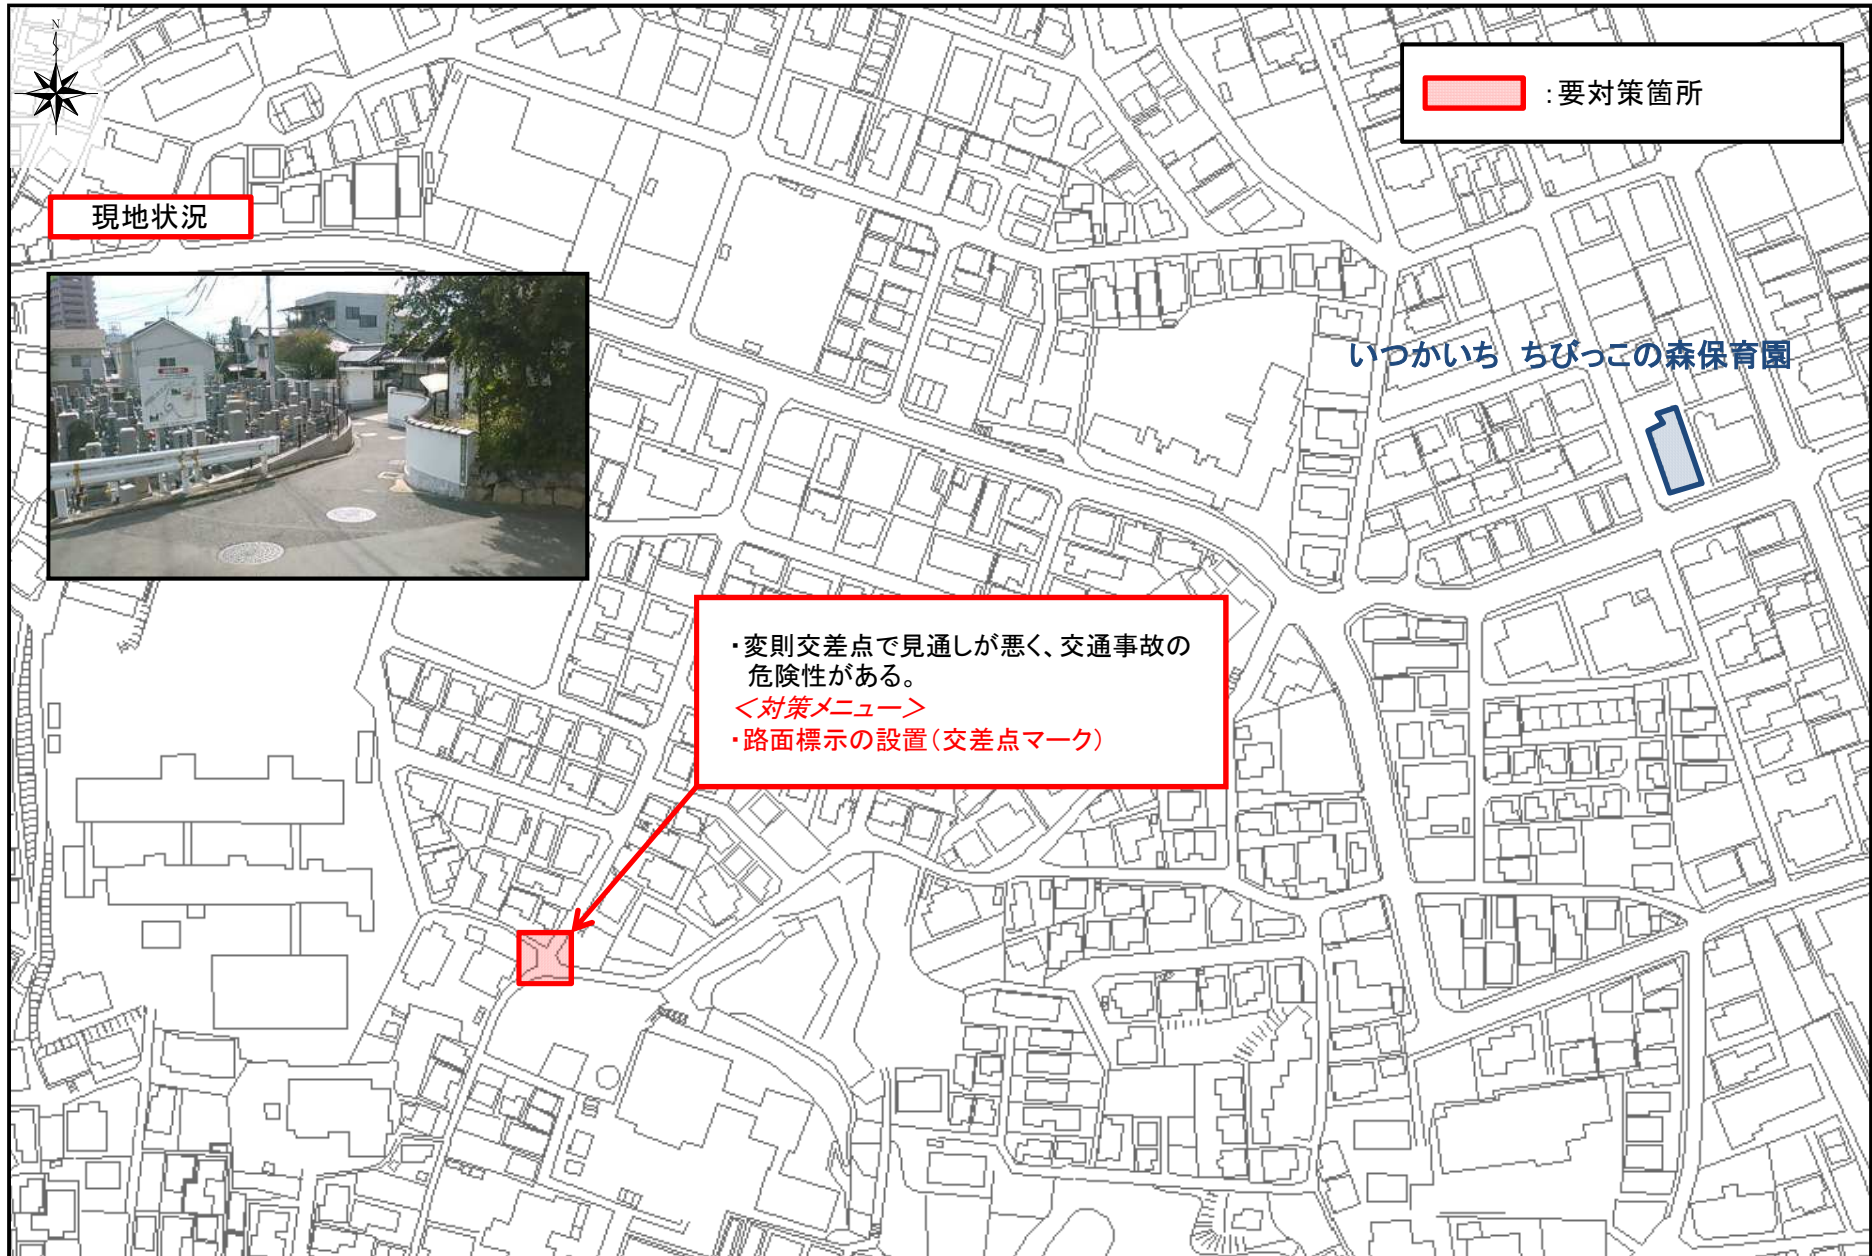 N
:要対策箇所
現地状況
いつかいち ちびっこの森保育園
・変則交差点で見通しが悪く、交通事故の
危険性がある。
＜対策メニュー＞
・路面標示の設置(交差点マーク)